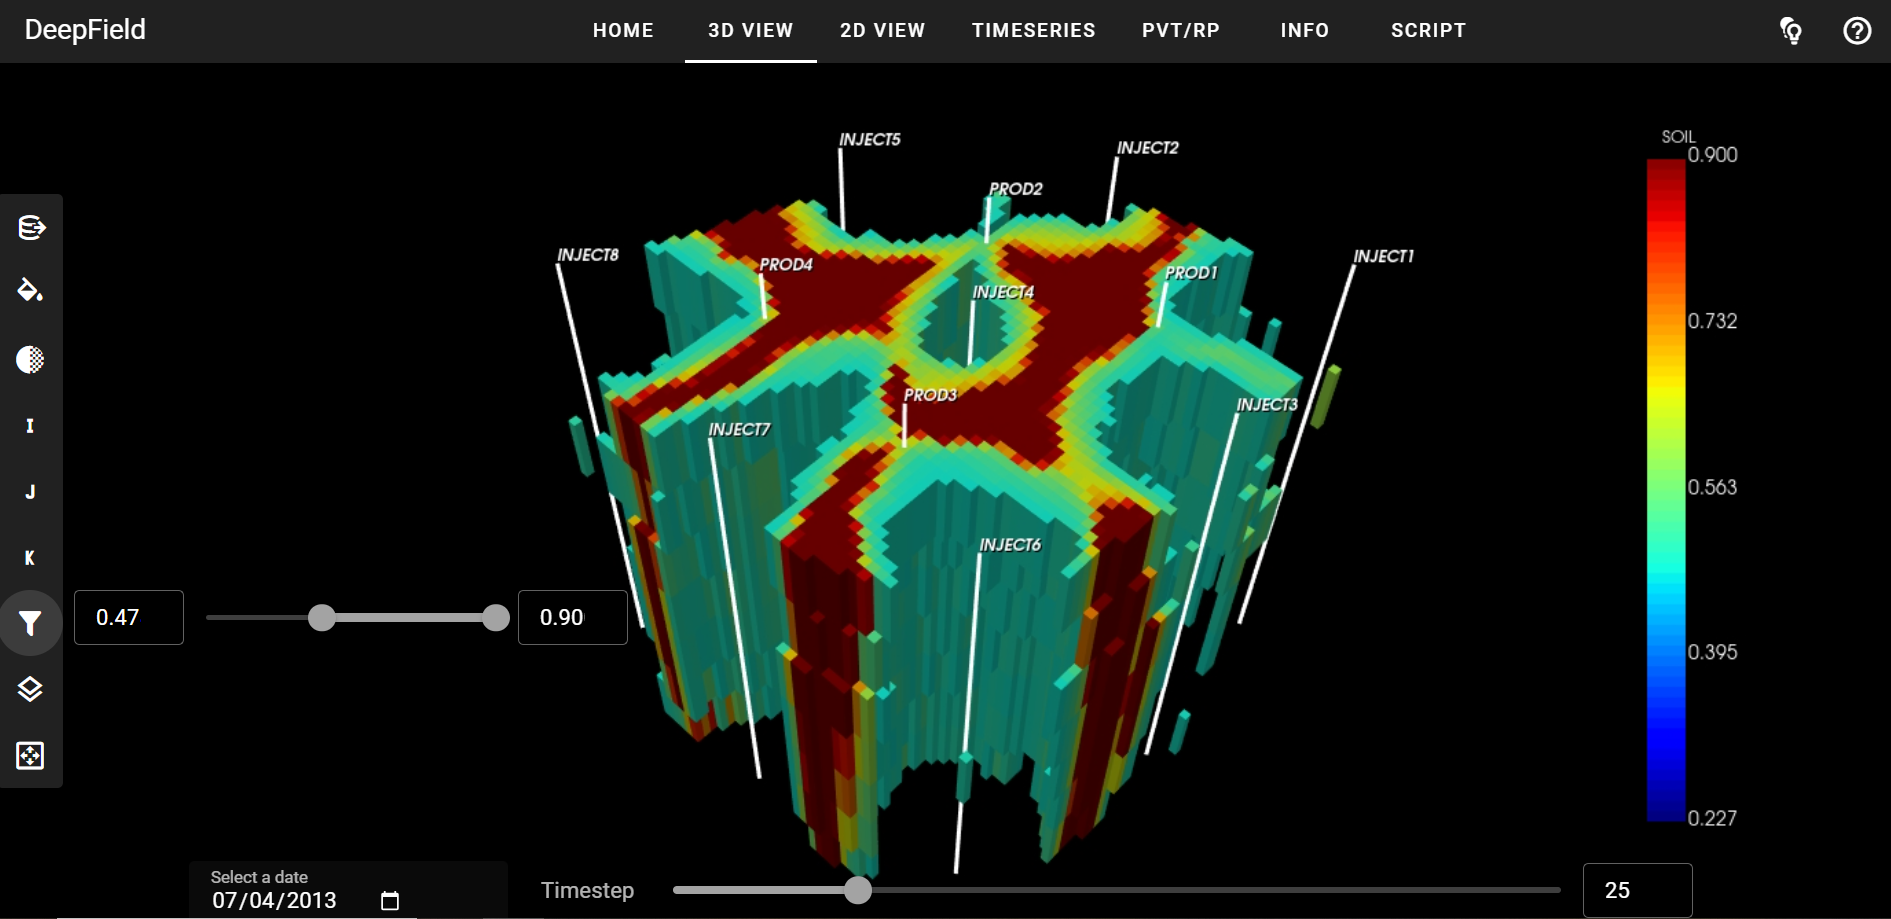 DeepField
HOME
3D VIEW
2D VIEW
TIMESERIES
PVT/RP
INFO
SCRIPT
INJECT5
INJECT2
PROD2
INJECT8
PROD4
PROD1
INJECT1
INJECT4
PROD3
INJECT3
INJECT7
INJECT6
SOIL
0.900
0.732
0.563
0.395
0.227
I
J
K
0.47
0.90
Select a date
07/04/2013
Timestep
25